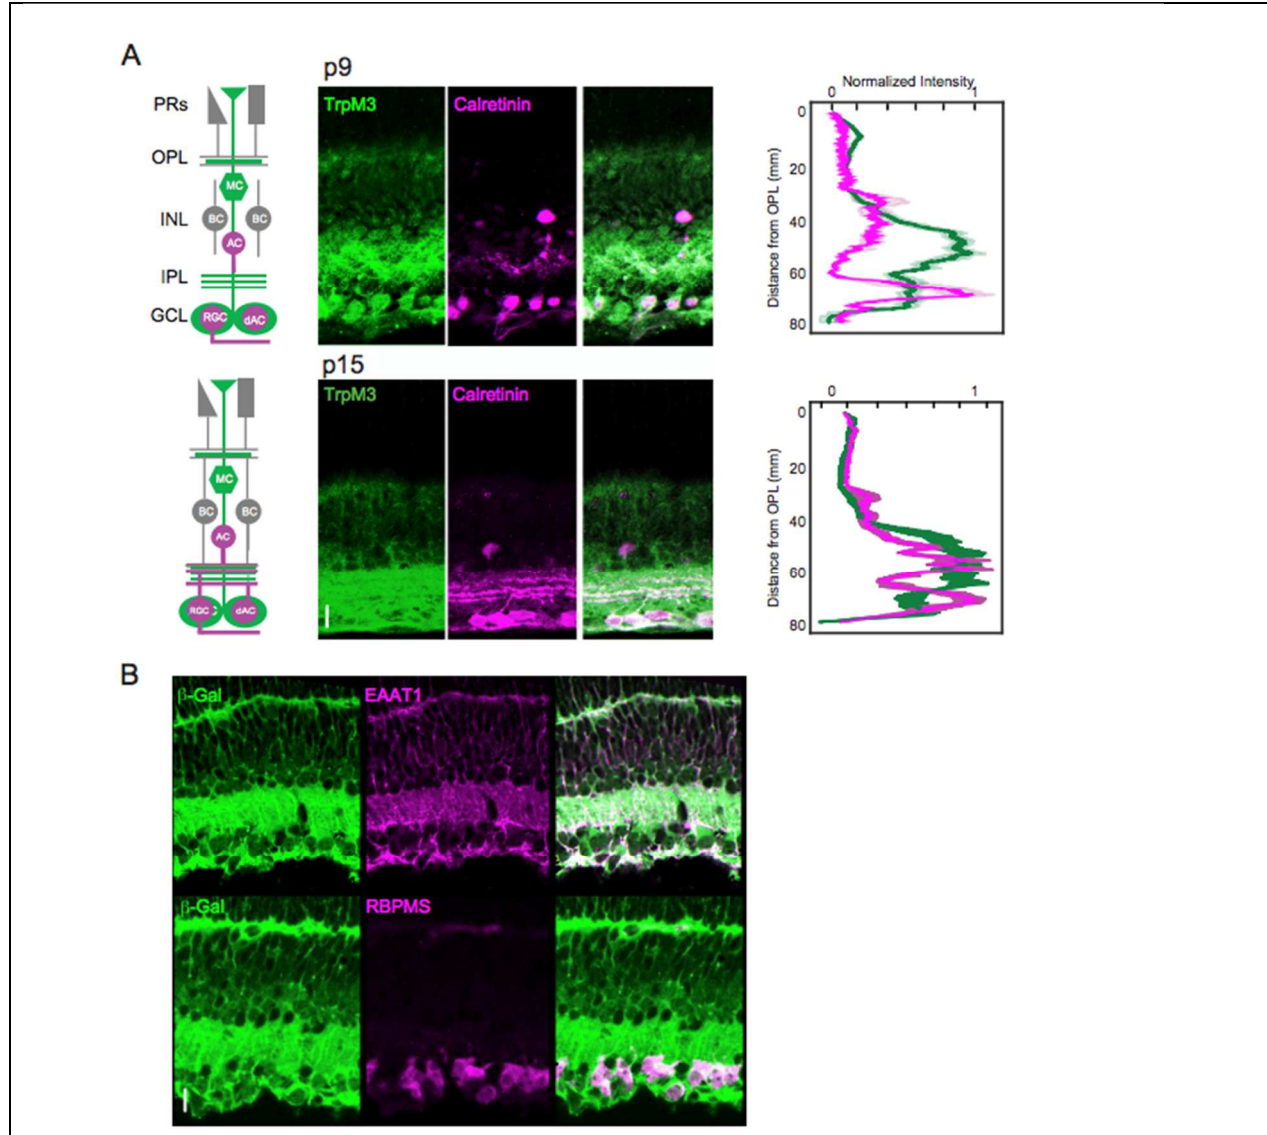 A
p9
PRs
OPL
MC
INL
BC
BC
AC
IPL
GCL
RGC
dAC
TrpM3
Calretinin
Normalized Intensity
0
1
0
20
40
60
80
Distance from OPL (mm)
p15
MC
BC
BC
AC
RGC
dAC
TrpM3
Calretinin
0
1
0
20
40
60
80
Distance from OPL (mm)
B
β-Gal
EAAT1
β-Gal
RBPMS